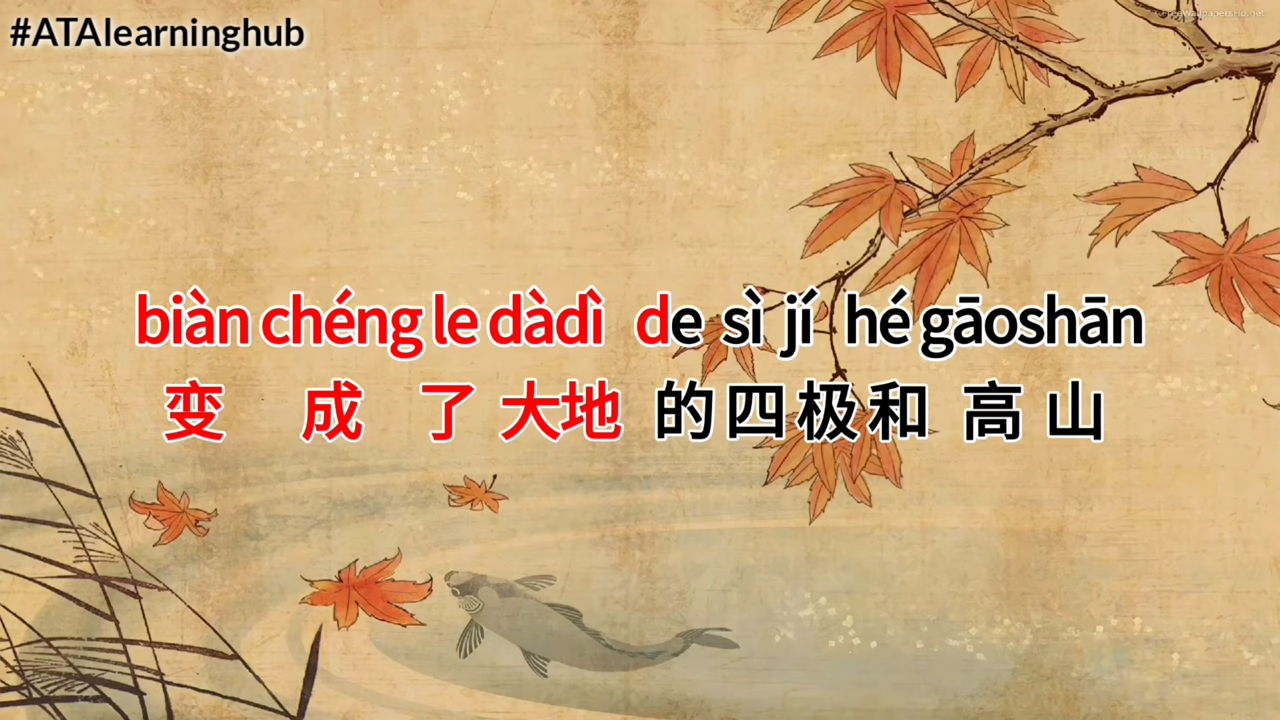 #ATAlearninghub
biàn chéng le dàdì de sì jí hé gāoshān
变 成 了 大地 的 四 极 和 高 山